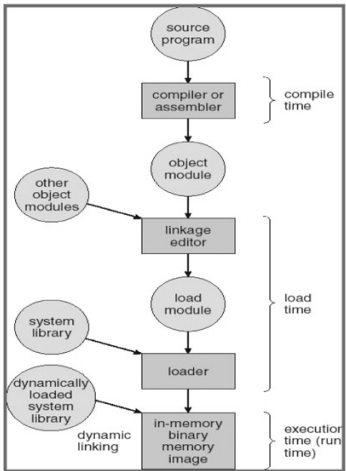 source
program
compiler or
assembler
compile
time
object
module
other
object
modules
linkage
editor
load
module
load
time
system
library
loader
dynamically
loaded
system
library
dynamic
linking
in-memory
binary
memory
image
execution
time (run
time)